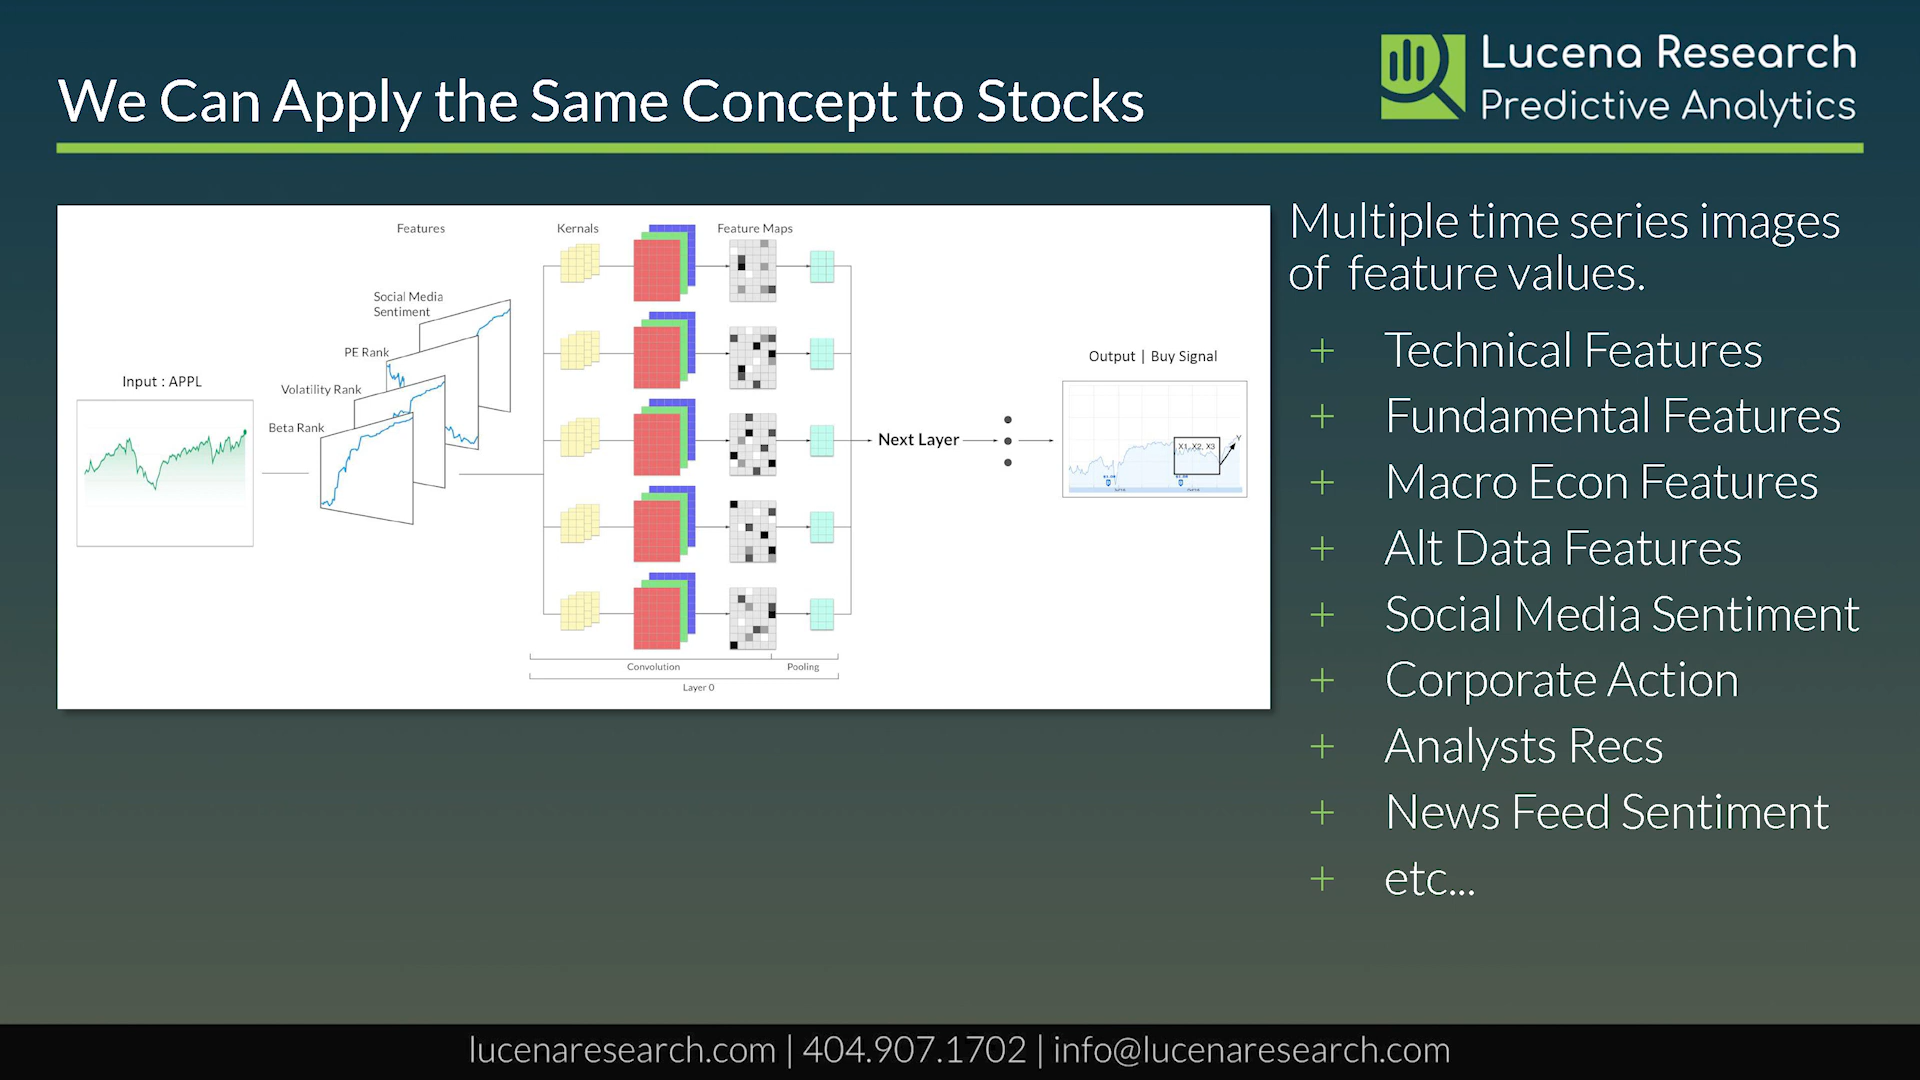 We Can Apply the Same Concept to Stocks
Lucena Research
Predictive Analytics
Features
Kernals
Feature Maps
Social Media
Sentiment
PE Rank
Volatility Rank
Beta Rank
Input : APPL
Next Layer
Output | Buy Signal
X1, X2, X3
Y
Convolution
Pooling
Layer 0
Multiple time series images
of feature values.
+ Technical Features
+ Fundamental Features
+ Macro Econ Features
+ Alt Data Features
+ Social Media Sentiment
+ Corporate Action
+ Analysts Recs
+ News Feed Sentiment
+ etc...
lucenaresearch.com | 404.907.1702 | info@lucenaresearch.com